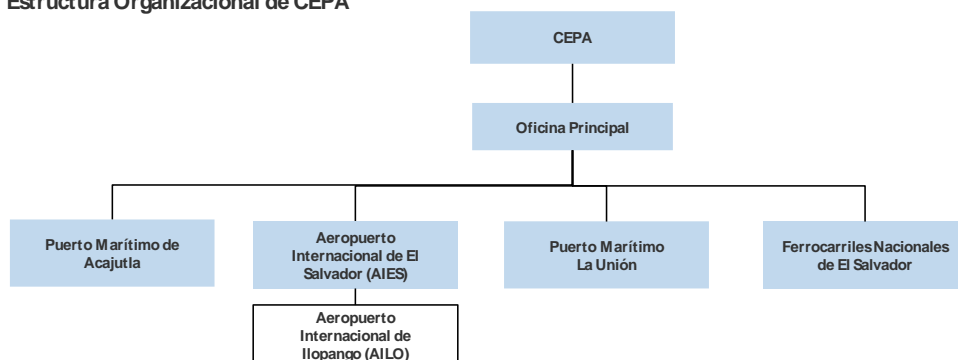 Estructura Organizacional de CEPA
CEPA
Oficina Principal
Puerto Marítimo de
Acajutla
Aeropuerto
Internacional de El
Salvador (AIES)
Puerto Marítimo
La Unión
Ferrocarriles Nacionales
de El Salvador
Aeropuerto
Internacional de
Ilopango (AILO)